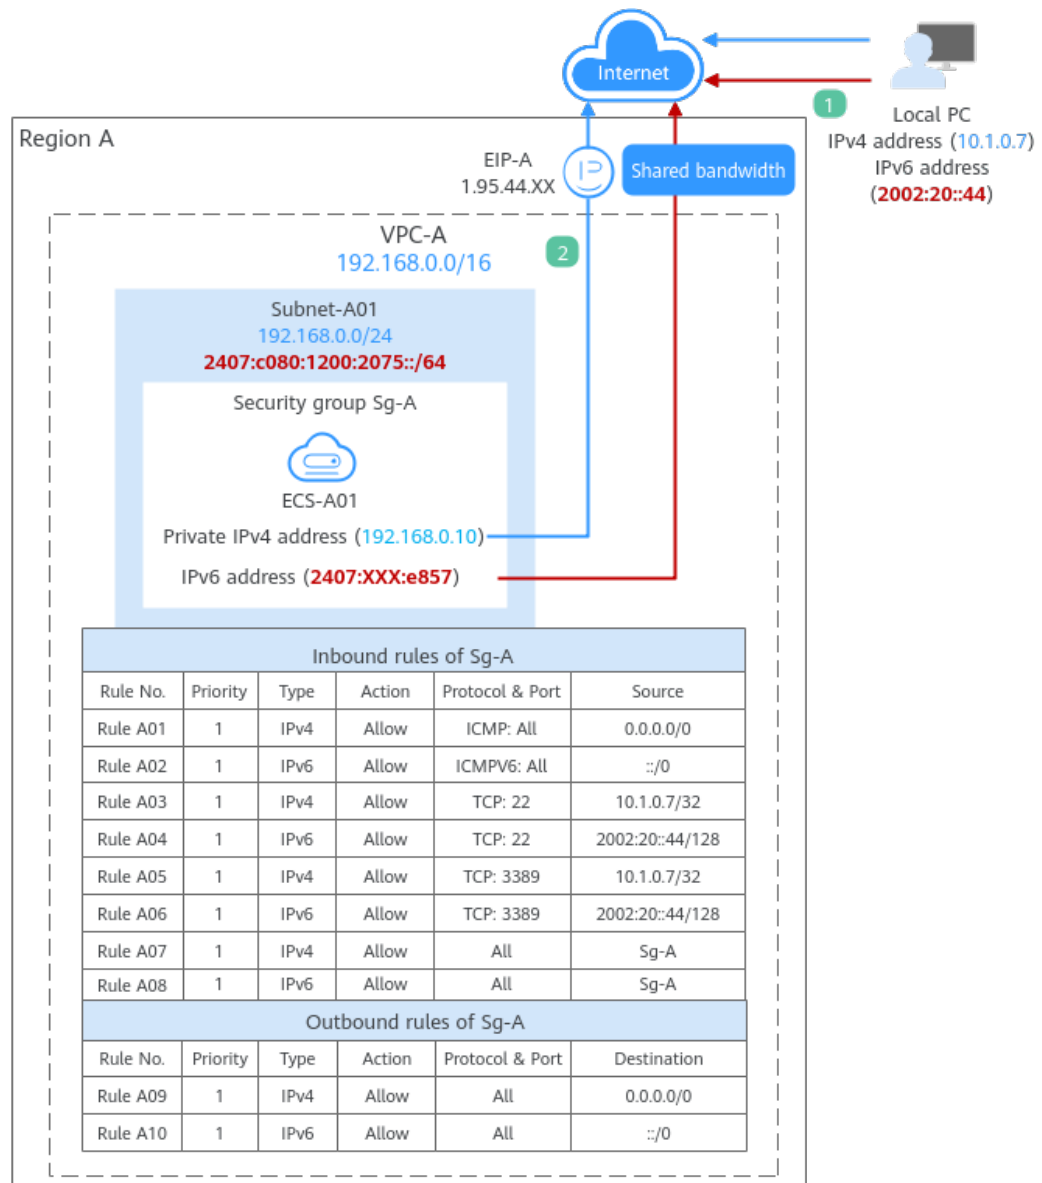 Internet
1
Local PC
IPv4 address (10.1.0.7)
IPv6 address
(2002:20::44)
Region A
EIP-A
1.95.44.XX
IP
Shared bandwidth
VPC-A
192.168.0.0/16
2
Subnet-A01
192.168.0.0/24
2407:c080:1200:2075::/64
Security group Sg-A
ECS-A01
Private IPv4 address (192.168.0.10)
IPv6 address (2407:XXX:e857)
Inbound rules of Sg-A
Rule No. Priority Type Action Protocol & Port Source
Rule A01 1 IPv4 Allow ICMP: All 0.0.0.0/0
Rule A02 1 IPv6 Allow ICMPV6: All ::/0
Rule A03 1 IPv4 Allow TCP: 22 10.1.0.7/32
Rule A04 1 IPv6 Allow TCP: 22 2002:20::44/128
Rule A05 1 IPv4 Allow TCP: 3389 10.1.0.7/32
Rule A06 1 IPv6 Allow TCP: 3389 2002:20::44/128
Rule A07 1 IPv4 Allow All Sg-A
Rule A08 1 IPv6 Allow All Sg-A
Outbound rules of Sg-A
Rule No. Priority Type Action Protocol & Port Destination
Rule A09 1 IPv4 Allow All 0.0.0.0/0
Rule A10 1 IPv6 Allow All ::/0